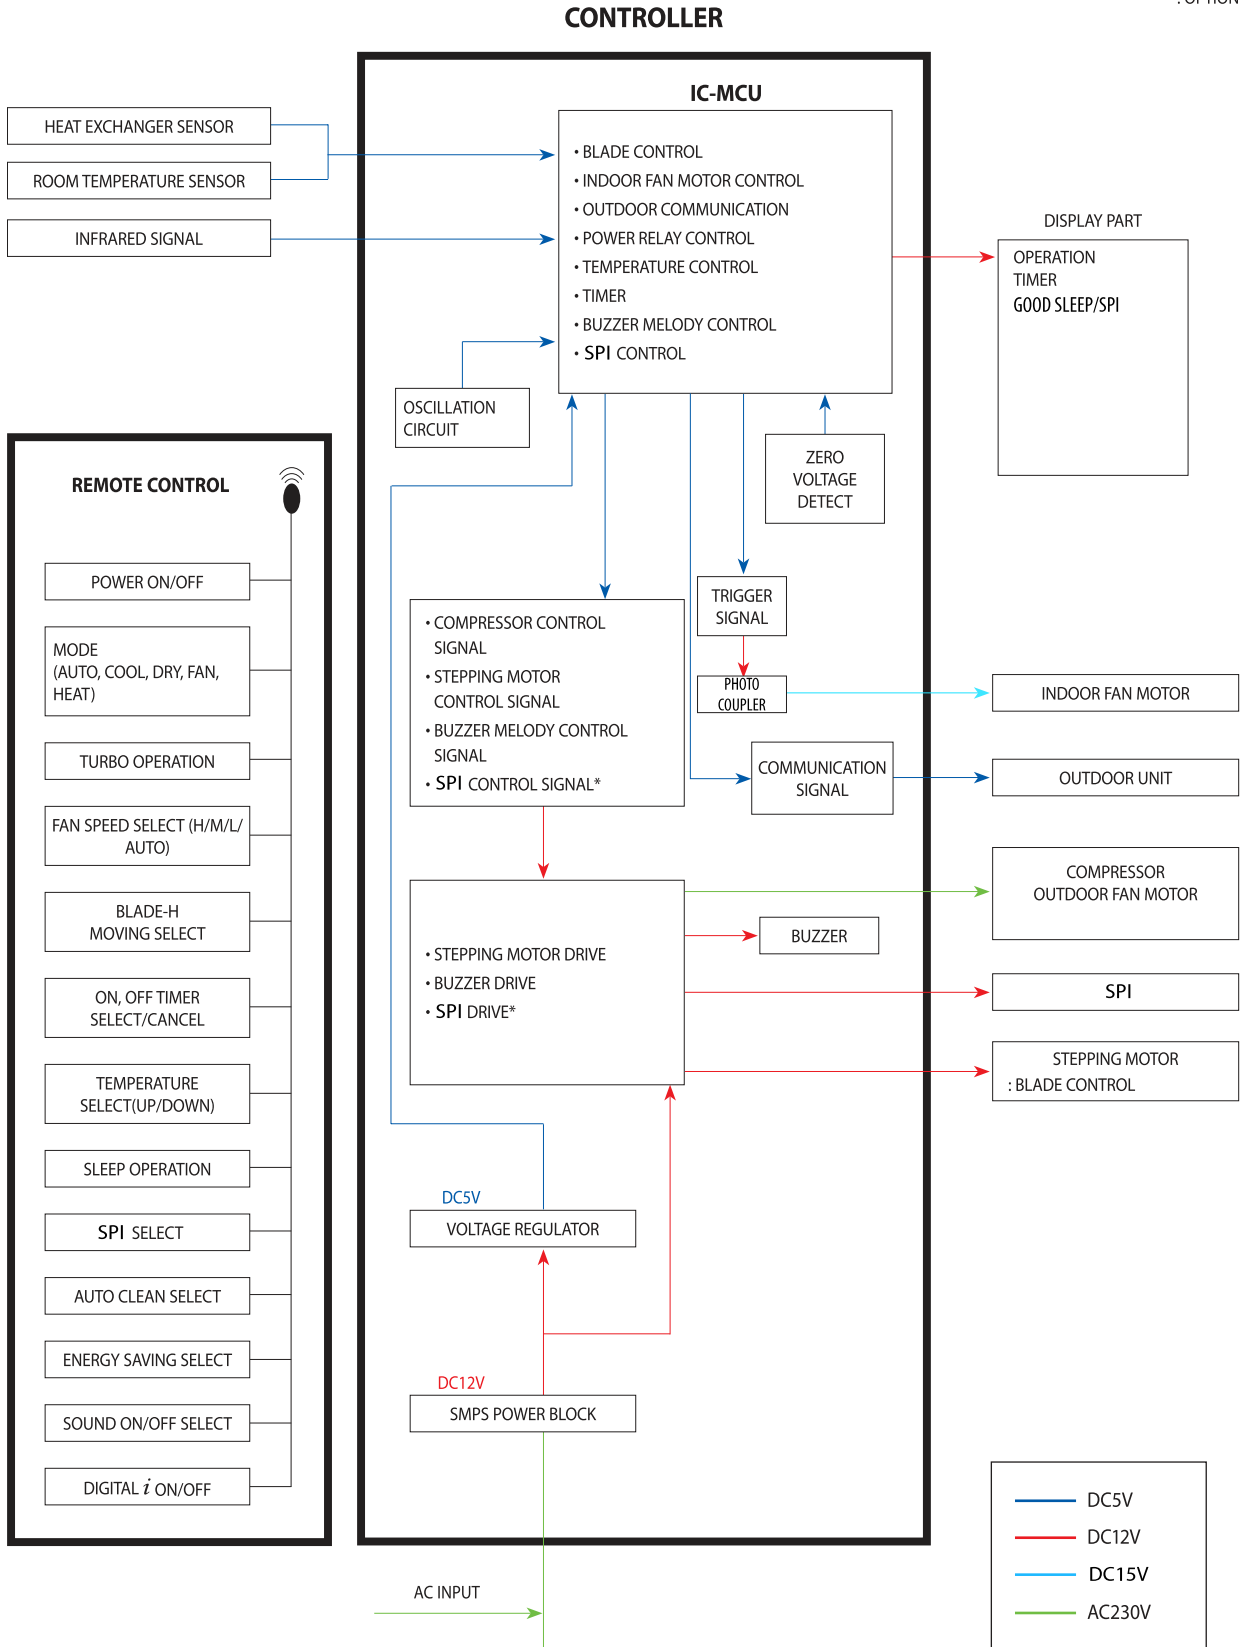 : OPTION
CONTROLLER
IC-MCU
HEAT EXCHANGER SENSOR
ROOM TEMPERATURE SENSOR
INFRARED SIGNAL
• BLADE CONTROL
• INDOOR FAN MOTOR CONTROL
• OUTDOOR COMMUNICATION
• POWER RELAY CONTROL
• TEMPERATURE CONTROL
• TIMER
• BUZZER MELODY CONTROL
• SPI CONTROL
DISPLAY PART
OPERATION
TIMER
GOOD SLEEP/SPI
OSCILLATION
CIRCUIT
ZERO
VOLTAGE
DETECT
REMOTE CONTROL
POWER ON/OFF
MODE
(AUTO, COOL, DRY, FAN,
HEAT)
TURBO OPERATION
FAN SPEED SELECT (H/M/L/
AUTO)
BLADE-H
MOVING SELECT
ON, OFF TIMER
SELECT/CANCEL
TEMPERATURE
SELECT(UP/DOWN)
SLEEP OPERATION
SPI SELECT
AUTO CLEAN SELECT
ENERGY SAVING SELECT
SOUND ON/OFF SELECT
DIGITAL i ON/OFF
• COMPRESSOR CONTROL
SIGNAL
• STEPPING MOTOR
CONTROL SIGNAL
• BUZZER MELODY CONTROL
SIGNAL
• SPI CONTROL SIGNAL*
TRIGGER
SIGNAL
PHOTO
COUPLER
COMMUNICATION
SIGNAL
INDOOR FAN MOTOR
OUTDOOR UNIT
COMPRESSOR
OUTDOOR FAN MOTOR
• STEPPING MOTOR DRIVE
• BUZZER DRIVE
• SPI DRIVE*
BUZZER
SPI
STEPPING MOTOR
: BLADE CONTROL
DC5V
VOLTAGE REGULATOR
DC12V
SMPS POWER BLOCK
AC INPUT
DC5V
DC12V
DC15V
AC230V